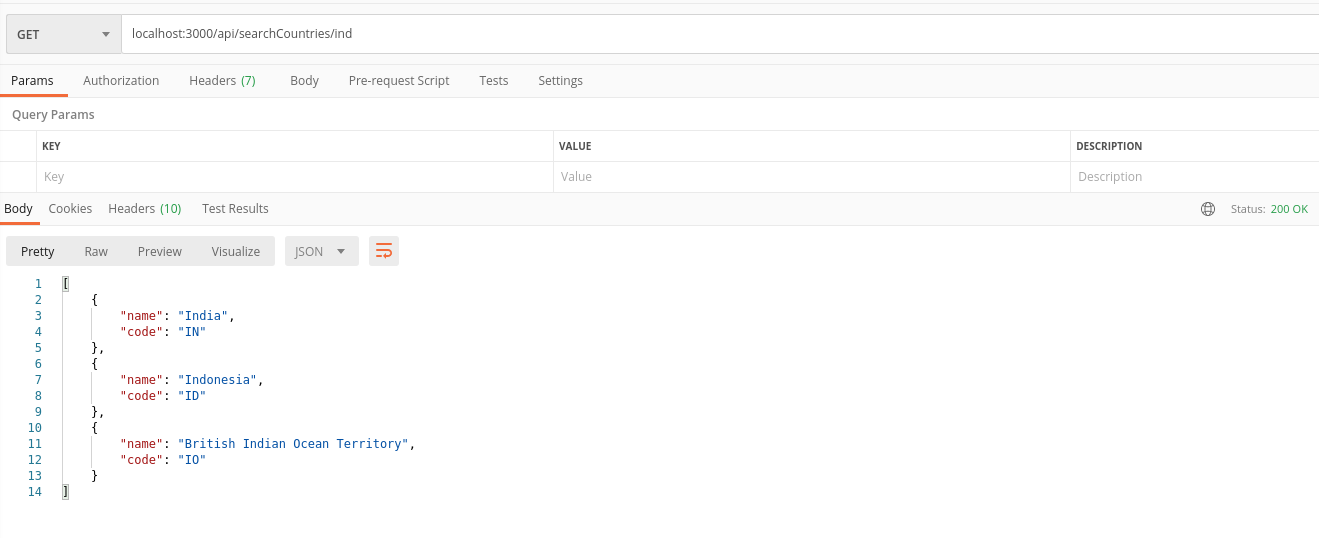 GET localhost:3000/api/searchCountries/ind
Params Authorization Headers (7) Body Pre-request Script Tests Settings
Query Params
KEY VALUE DESCRIPTION
Key Value Description
Body Cookies Headers (10) Test Results Status: 200 OK
Pretty Raw Preview Visualize JSON
1 [
2 {
3 "name": "India",
4 "code": "IN"
5 },
6 {
7 "name": "Indonesia",
8 "code": "ID"
9 },
10 {
11 "name": "British Indian Ocean Territory",
12 "code": "IO"
13 }
14 ]